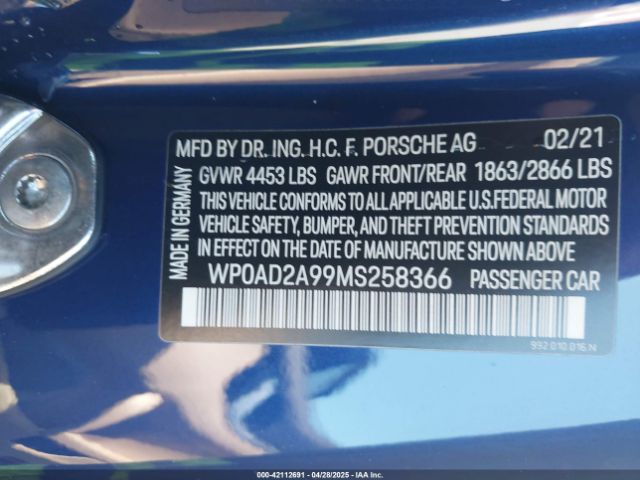 MFD BY DR. ING. H.C. F. PORSCHE AG 02/21
GVWR 4453 LBS GAWR FRONT/REAR 1863/2866 LBS
THIS VEHICLE CONFORMS TO ALL APPLICABLE U.S.FEDERAL MOTOR
VEHICLE SAFETY, BUMPER, AND THEFT PREVENTION STANDARDS
IN EFFECT ON THE DATE OF MANUFACTURE SHOWN ABOVE
WP0AD2A99MS258366 PASSENGER CAR
MADE IN GERMANY
992.010.016.N
000-42112691 - 04/28/2025 - IAAI.COM